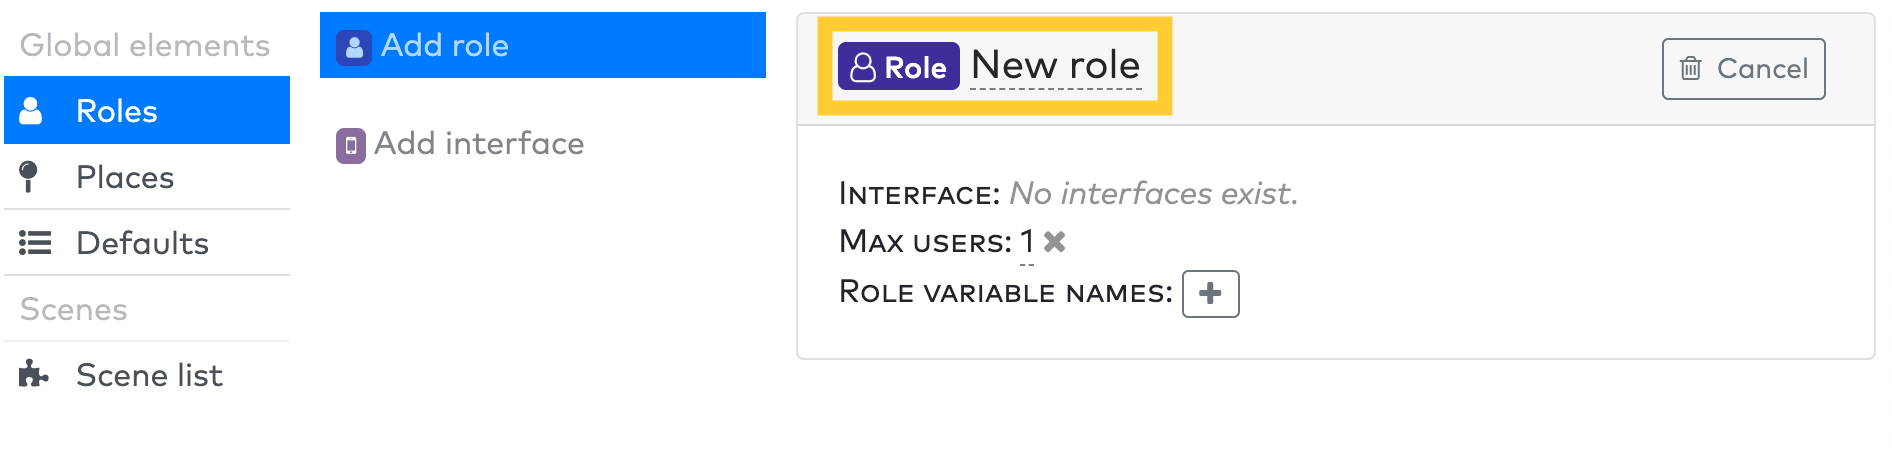 Global elements
Roles
Places
Defaults
Scenes
Scene list
Add role
Add interface
Role New role
Cancel
Interface: No interfaces exist.
Max users: 1
Role variable names: